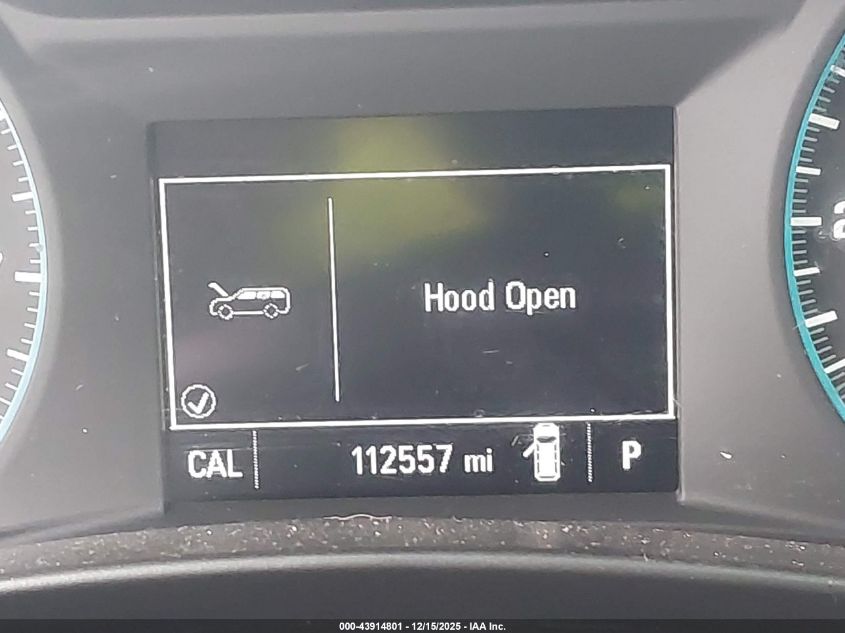 Hood Open
CAL 112557 mi P
000-43914801 - 12/15/2025 - IAA Inc.